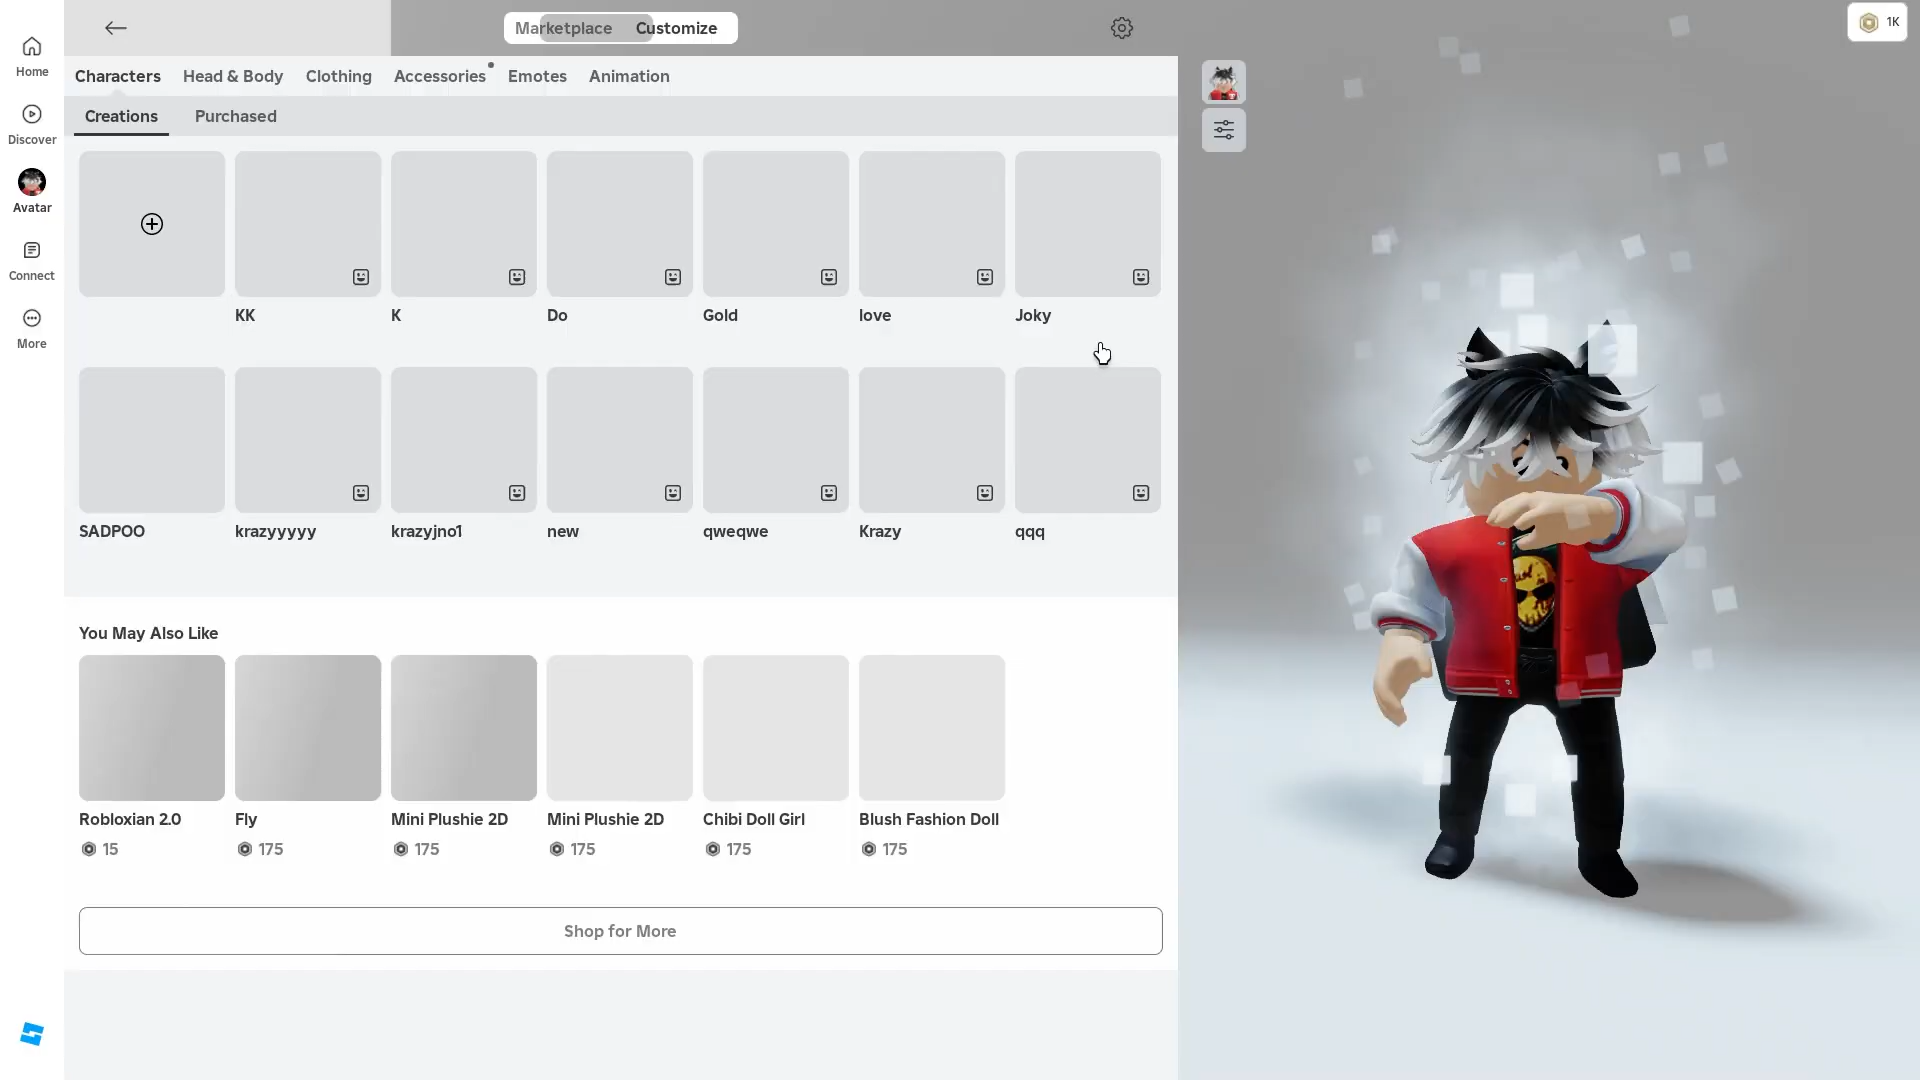 Marketplace Customize
1K
Home
Discover
Avatar
Connect
More
Characters Head & Body Clothing Accessories Emotes Animation
Creations Purchased
KK K Do Gold love Joky
SADPOO krazyyyyy krazyjno1 new qweqwe Krazy qqq
You May Also Like
Robloxian 2.0 Fly Mini Plushie 2D Mini Plushie 2D Chibi Doll Girl Blush Fashion Doll
15 175 175 175 175 175
Shop for More